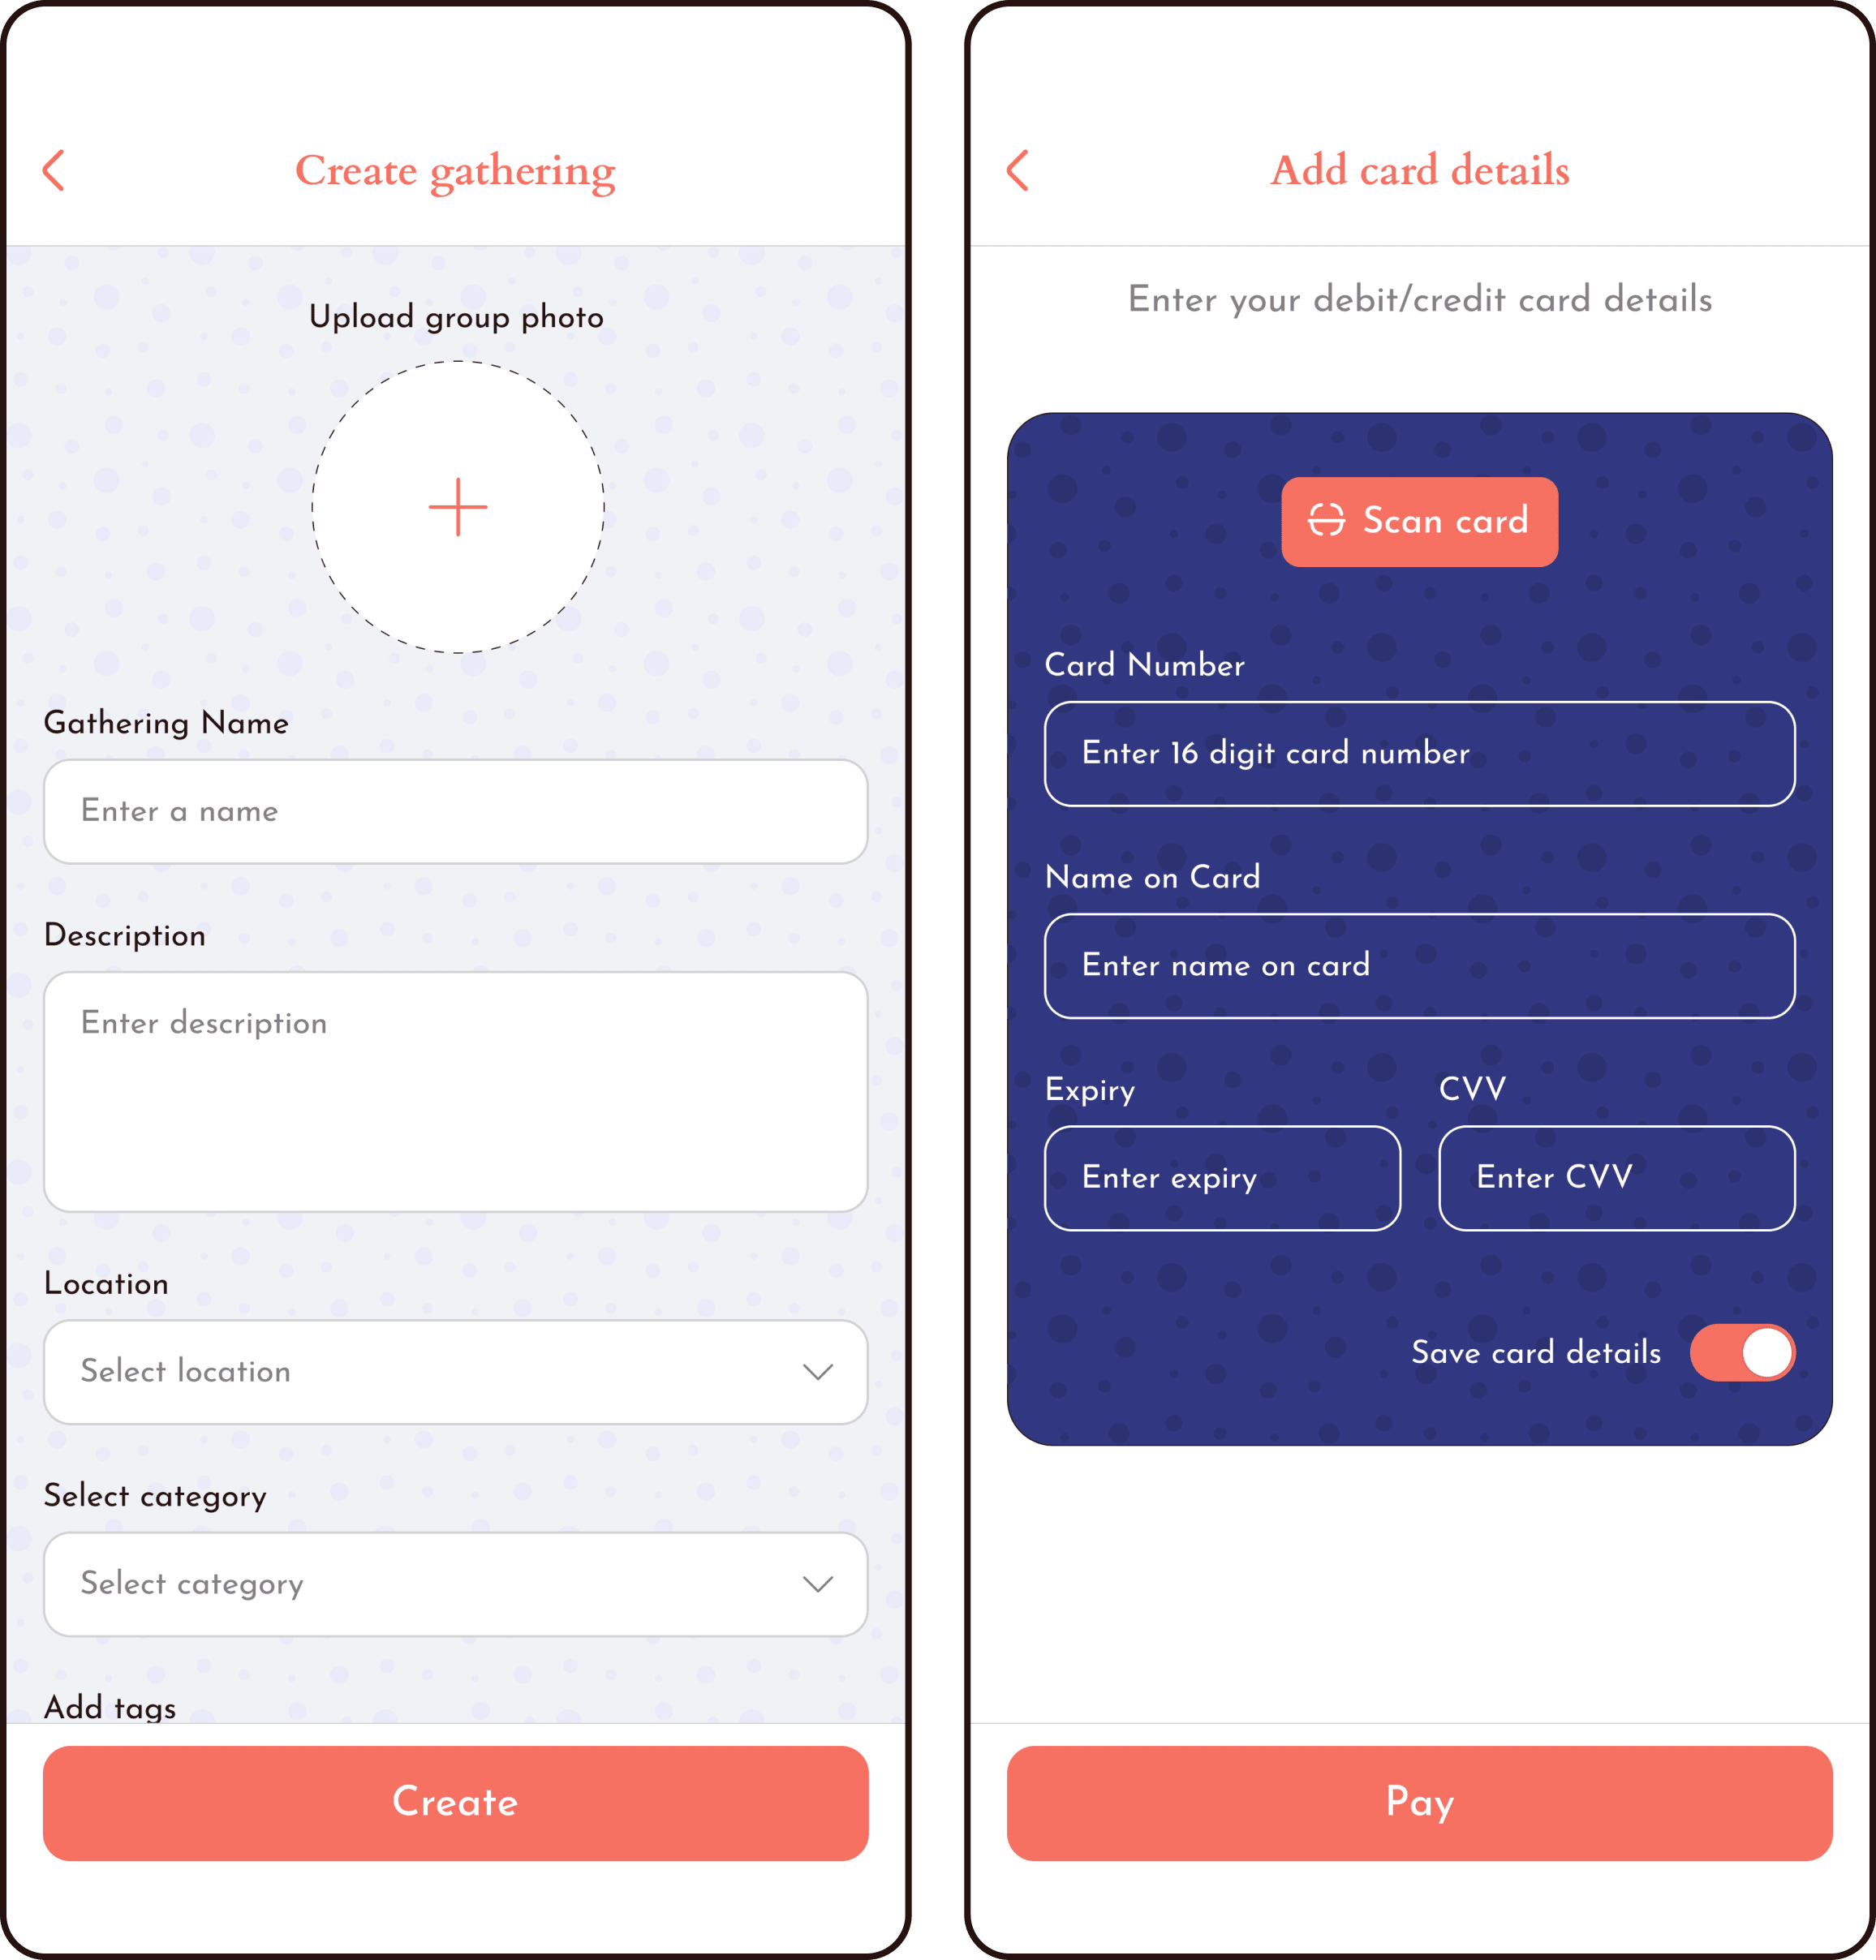 Create gathering
Upload group photo
Gathering Name
Enter a name
Description
Enter description
Location
Select location
Select category
Select category
Add tags
Create
Add card details
Enter your debit/credit card details
Scan card
Card Number
Enter 16 digit card number
Name on Card
Enter name on card
Expiry
CVV
Enter expiry
Enter CVV
Save card details
Pay